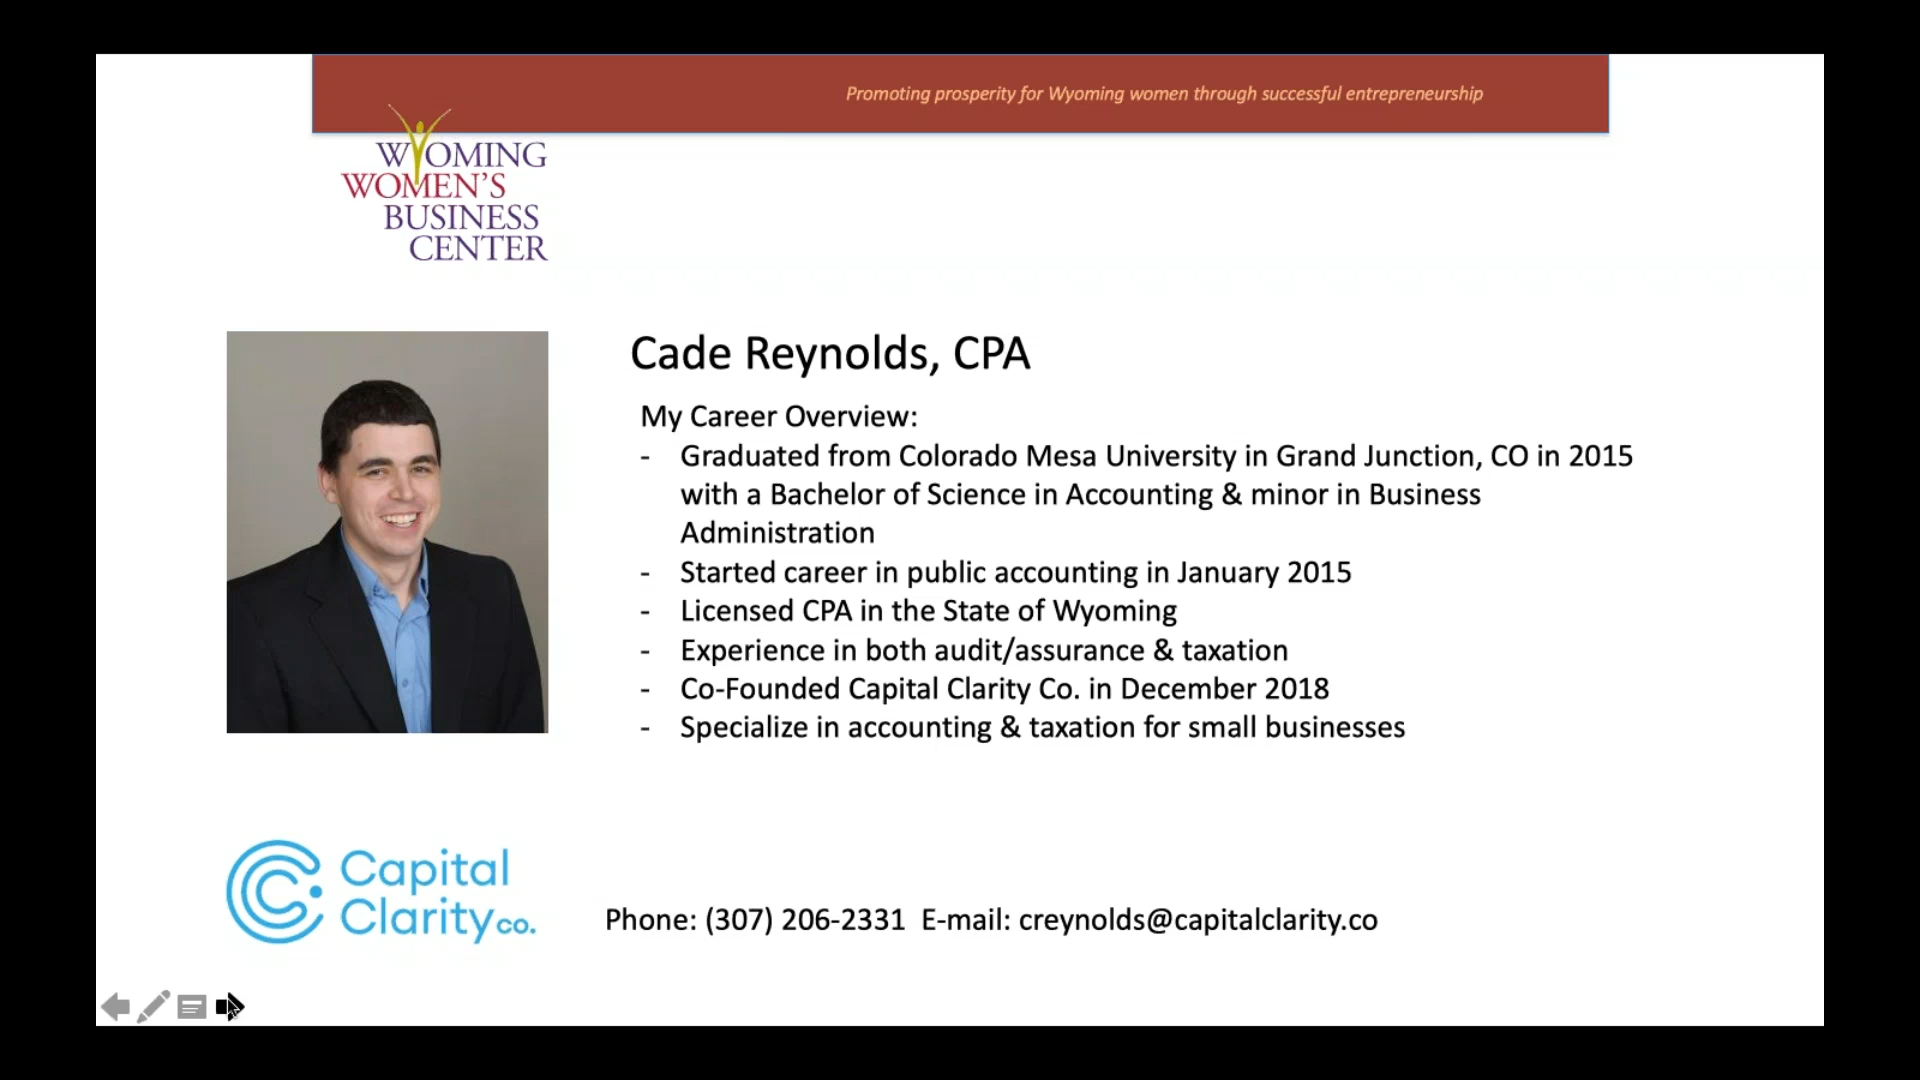 Promoting prosperity for Wyoming women through successful entrepreneurship
WYOMING
WOMEN'S
BUSINESS
CENTER
Cade Reynolds, CPA
My Career Overview:
- Graduated from Colorado Mesa University in Grand Junction, CO in 2015
with a Bachelor of Science in Accounting & minor in Business
Administration
- Started career in public accounting in January 2015
- Licensed CPA in the State of Wyoming
- Experience in both audit/assurance & taxation
- Co-Founded Capital Clarity Co. in December 2018
- Specialize in accounting & taxation for small businesses
Capital
Clarity co.
Phone: (307) 206-2331 E-mail: creynolds@capitalclarity.co